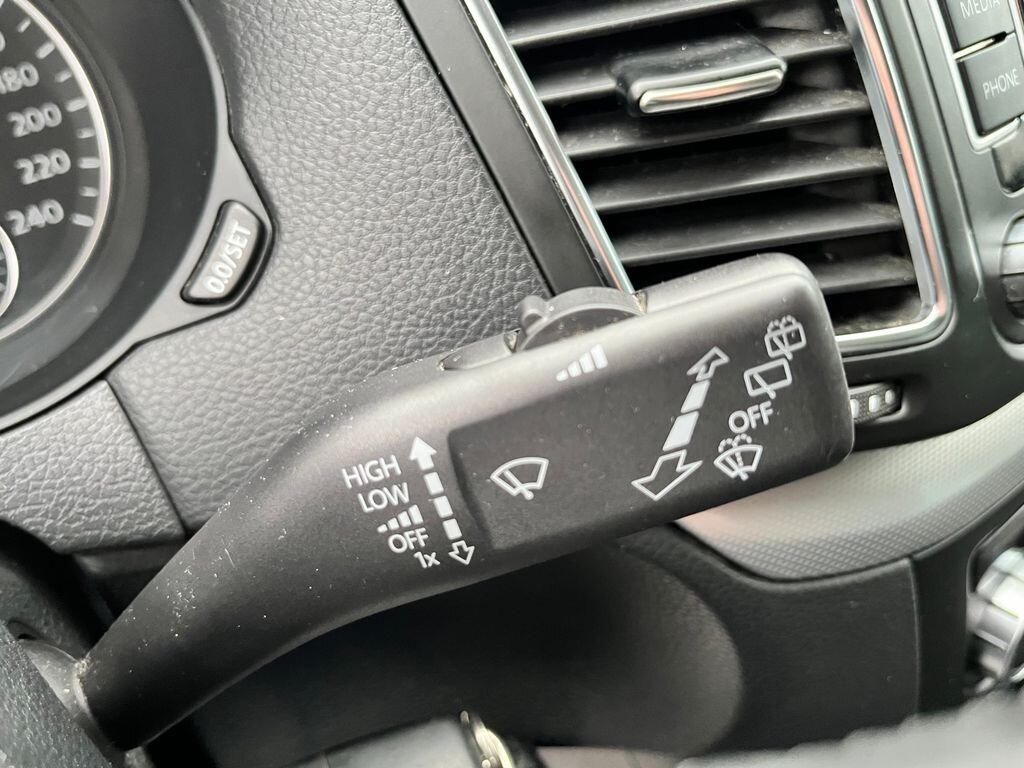 180
200
220
240
0.0/SET
MEDIA
PHONE
HIGH
LOW
OFF
1x
OFF